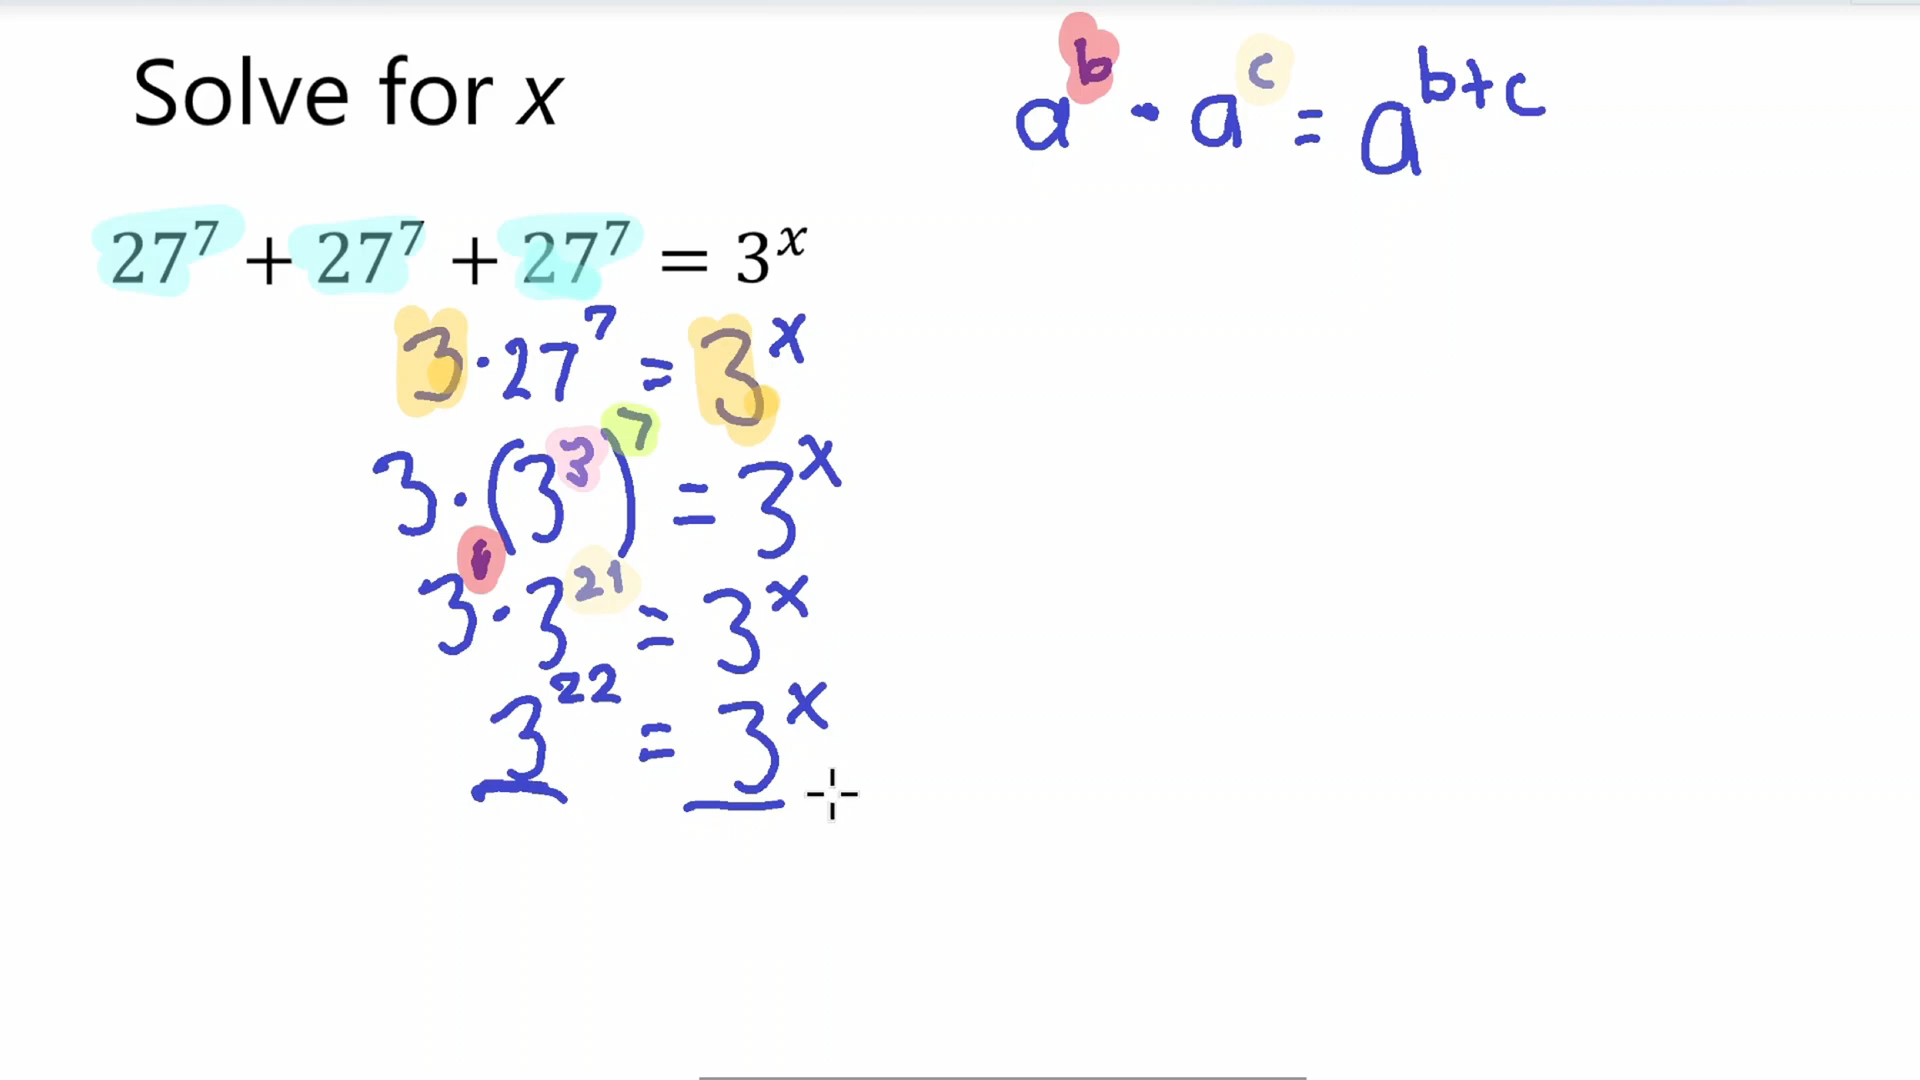 Solve for x
a^b · a^c = a^{b+c}
27^7 + 27^7 + 27^7 = 3^x
3 · 27^7 = 3^x
3 · (3^3)^7 = 3^x
3^1 · 3^{21} = 3^x
3^{22} = 3^x